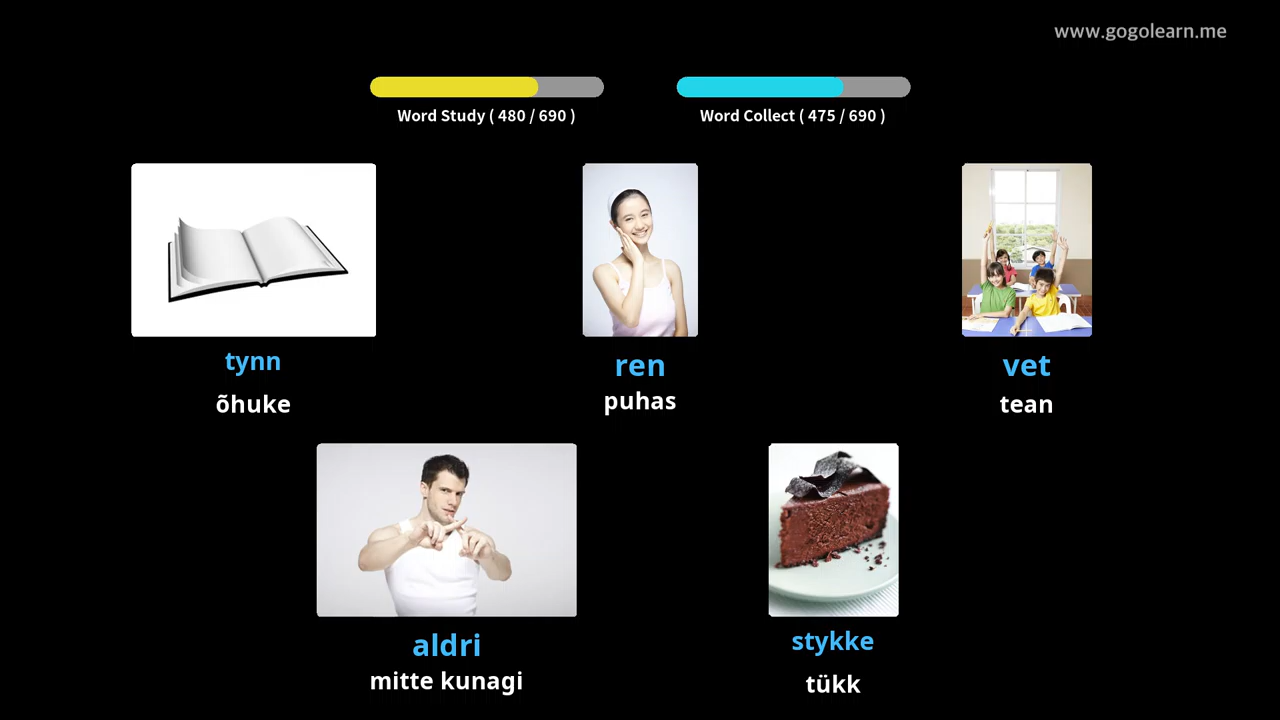 www.gogolearn.me
Word Study ( 480 / 690 )
Word Collect ( 475 / 690 )
tynn
õhuke
ren
puhas
vet
tean
aldri
mitte kunagi
stykke
tükk